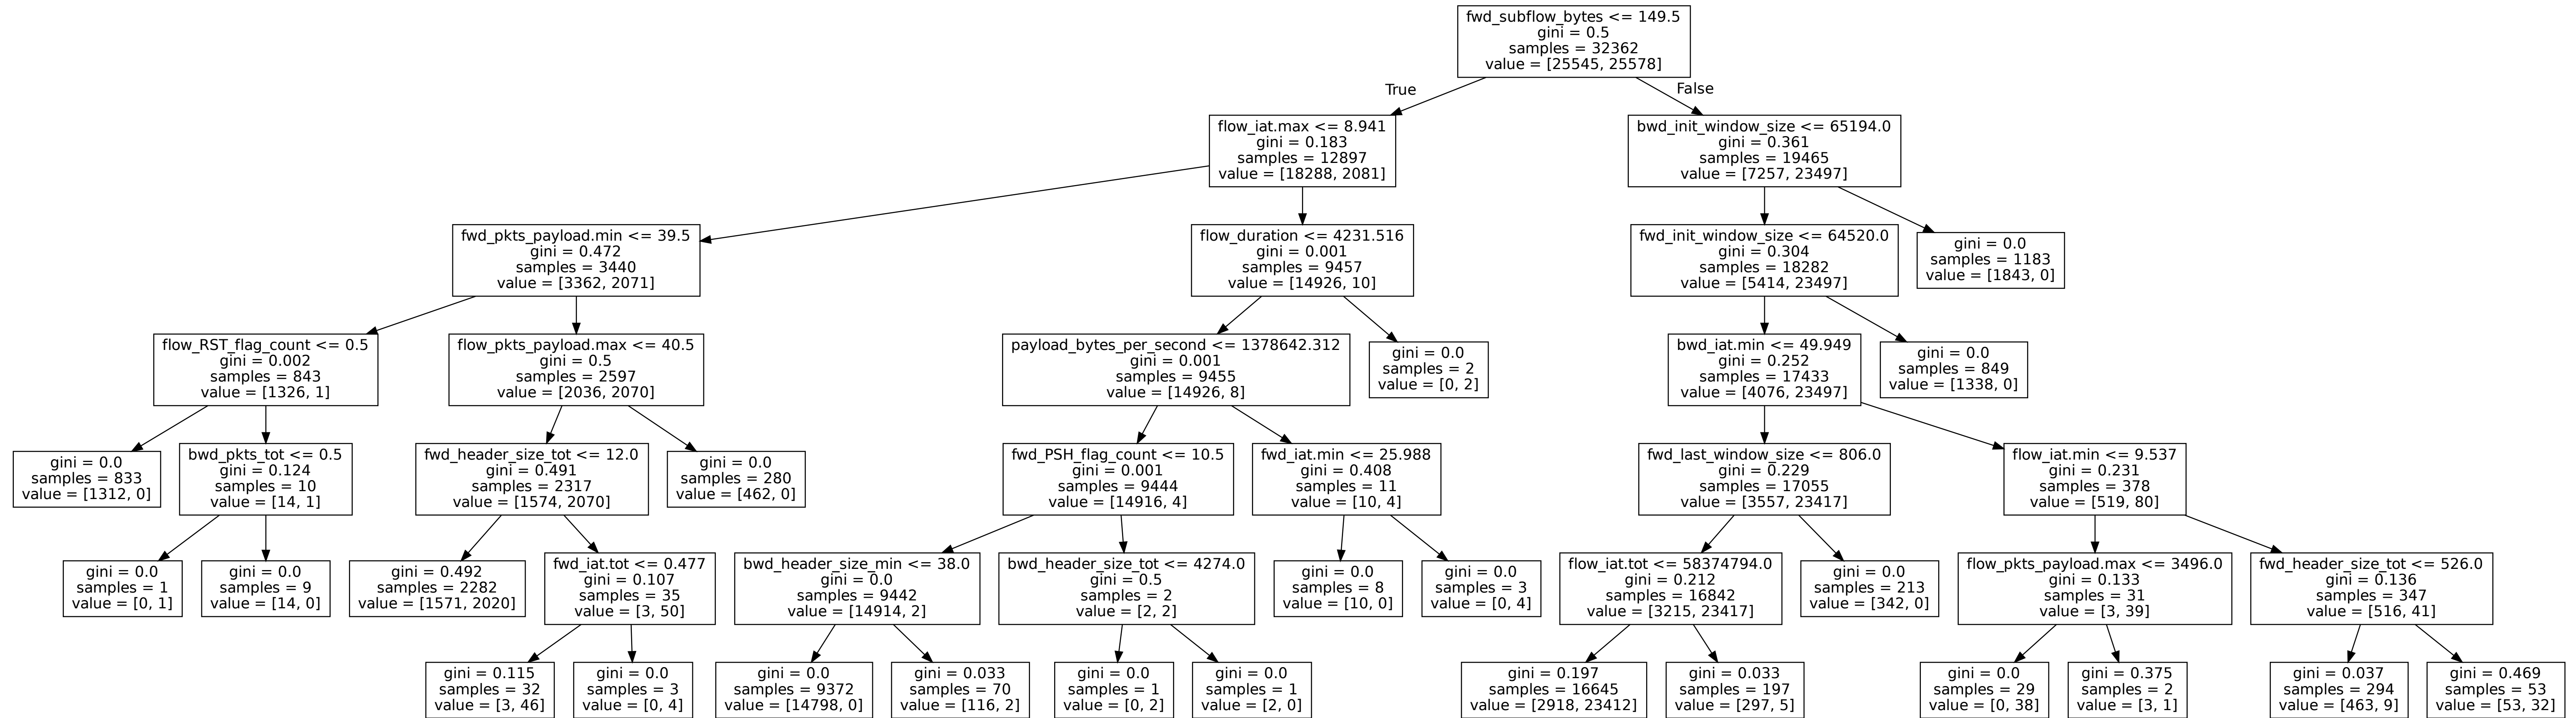 fwd_subflow_bytes <= 149.5
gini = 0.5
samples = 32362
value = [25545, 25578]
True
False
flow_iat.max <= 8.941
gini = 0.183
samples = 12897
value = [18288, 2081]
bwd_init_window_size <= 65194.0
gini = 0.361
samples = 19465
value = [7257, 23497]
fwd_pkts_payload.min <= 39.5
gini = 0.472
samples = 3440
value = [3362, 2071]
flow_duration <= 4231.516
gini = 0.001
samples = 9457
value = [14926, 10]
fwd_init_window_size <= 64520.0
gini = 0.304
samples = 18282
value = [5414, 23497]
gini = 0.0
samples = 1183
value = [1843, 0]
flow_RST_flag_count <= 0.5
gini = 0.002
samples = 843
value = [1326, 1]
flow_pkts_payload.max <= 40.5
gini = 0.5
samples = 2597
value = [2036, 2070]
payload_bytes_per_second <= 1378642.312
gini = 0.001
samples = 9455
value = [14926, 8]
gini = 0.0
samples = 2
value = [0, 2]
bwd_iat.min <= 49.949
gini = 0.252
samples = 17433
value = [4076, 23497]
gini = 0.0
samples = 849
value = [1338, 0]
gini = 0.0
samples = 833
value = [1312, 0]
bwd_pkts_tot <= 0.5
gini = 0.124
samples = 10
value = [14, 1]
fwd_header_size_tot <= 12.0
gini = 0.491
samples = 2317
value = [1574, 2070]
gini = 0.0
samples = 280
value = [462, 0]
fwd_PSH_flag_count <= 10.5
gini = 0.001
samples = 9444
value = [14916, 4]
fwd_iat.min <= 25.988
gini = 0.408
samples = 11
value = [10, 4]
fwd_last_window_size <= 806.0
gini = 0.229
samples = 17055
value = [3557, 23417]
flow_iat.min <= 9.537
gini = 0.231
samples = 378
value = [519, 80]
gini = 0.0
samples = 1
value = [0, 1]
gini = 0.0
samples = 9
value = [14, 0]
gini = 0.492
samples = 2282
value = [1571, 2020]
fwd_iat.tot <= 0.477
gini = 0.107
samples = 35
value = [3, 50]
bwd_header_size_min <= 38.0
gini = 0.0
samples = 9442
value = [14914, 2]
bwd_header_size_tot <= 4274.0
gini = 0.5
samples = 2
value = [2, 2]
gini = 0.0
samples = 8
value = [10, 0]
gini = 0.0
samples = 3
value = [0, 4]
flow_iat.tot <= 58374794.0
gini = 0.212
samples = 16842
value = [3215, 23417]
gini = 0.0
samples = 213
value = [342, 0]
flow_pkts_payload.max <= 3496.0
gini = 0.133
samples = 31
value = [3, 39]
fwd_header_size_tot <= 526.0
gini = 0.136
samples = 347
value = [516, 41]
gini = 0.115
samples = 32
value = [3, 46]
gini = 0.0
samples = 3
value = [0, 4]
gini = 0.0
samples = 9372
value = [14798, 0]
gini = 0.033
samples = 70
value = [116, 2]
gini = 0.0
samples = 1
value = [0, 2]
gini = 0.0
samples = 1
value = [2, 0]
gini = 0.197
samples = 16645
value = [2918, 23412]
gini = 0.033
samples = 197
value = [297, 5]
gini = 0.0
samples = 29
value = [0, 38]
gini = 0.375
samples = 2
value = [3, 1]
gini = 0.037
samples = 294
value = [463, 9]
gini = 0.469
samples = 53
value = [53, 32]